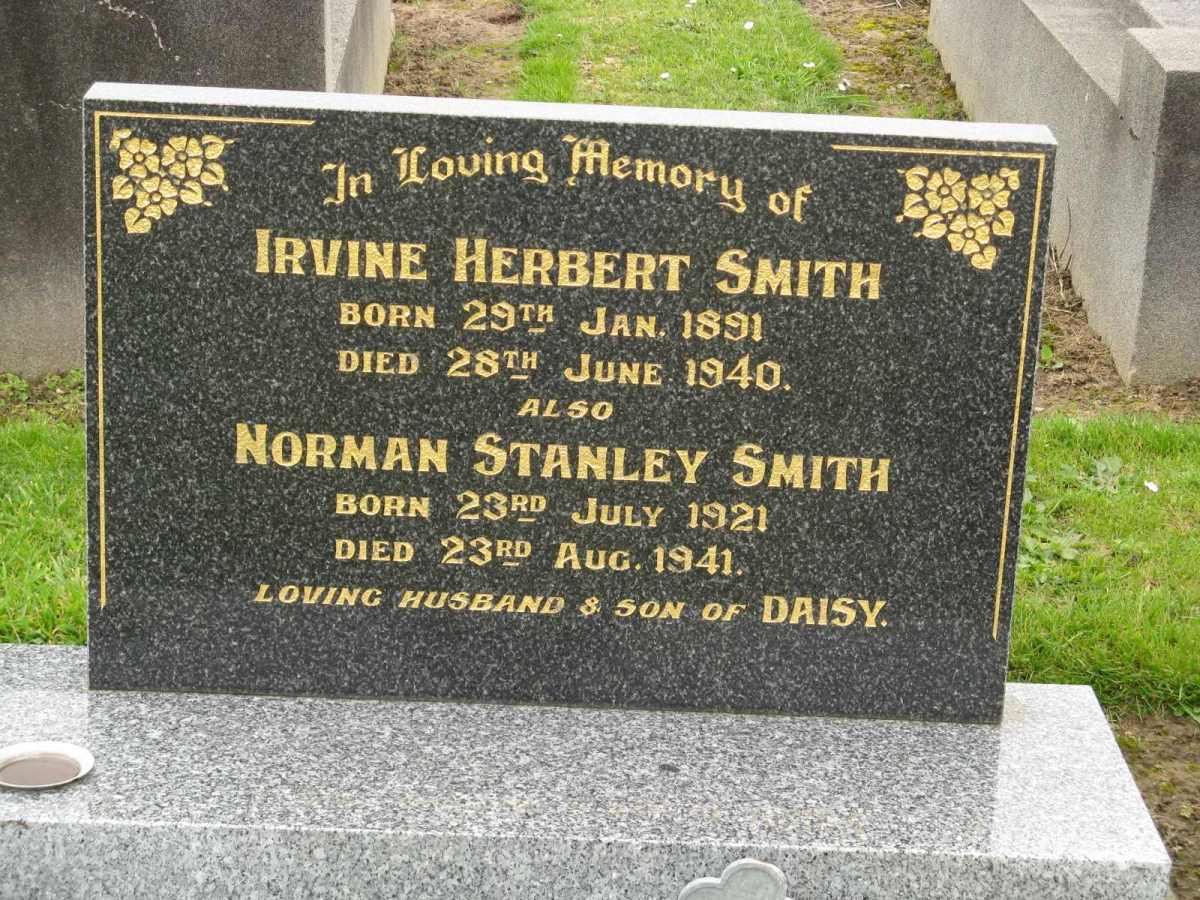 In Loving Memory of
IRVINE HERBERT SMITH
BORN 29TH JAN. 1891
DIED 28TH JUNE 1940.
ALSO
NORMAN STANLEY SMITH
BORN 23RD JULY 1921
DIED 23RD AUG. 1941.
LOVING HUSBAND & SON OF DAISY.